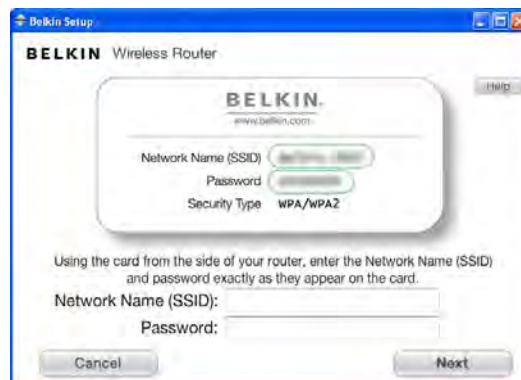 Belkin Setup
BELKIN Wireless Router
Help
BELKIN
www.belkin.com
Network Name (SSID)
Password
Security Type WPA/WPA2
Using the card from the side of your router, enter the Network Name (SSID)
and password exactly as they appear on the card.
Network Name (SSID):
Password:
Cancel
Next